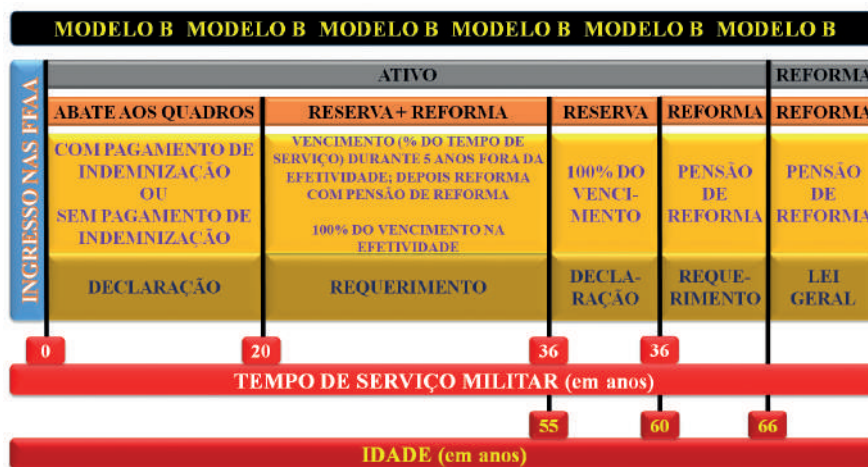 MODELO B MODELO B MODELO B MODELO B MODELO B MODELO B
INGRESSO NAS FFAA
ATIVO
REFORMA
ABATE AOS QUADROS
RESERVA + REFORMA
RESERVA
REFORMA
REFORMA
COM PAGAMENTO DE
INDEMNIZAÇÃO
OU
SEM PAGAMENTO DE
INDEMNIZAÇÃO
VENCIMENTO (% DO TEMPO DE
SERVIÇO) DURANTE 5 ANOS FORA DA
EFETIVIDADE; DEPOIS REFORMA
COM PENSÃO DE REFORMA
100% DO VENCIMENTO NA
EFETIVIDADE
100% DO
VENCI-
MENTO
PENSÃO
DE
REFORMA
PENSÃO
DE
REFORMA
DECLARAÇÃO
REQUERIMENTO
DECLA-
RAÇÃO
REQUE-
RIMENTO
LEI
GERAL
0 20 36 36
TEMPO DE SERVIÇO MILITAR (em anos)
55 60 66
IDADE (em anos)